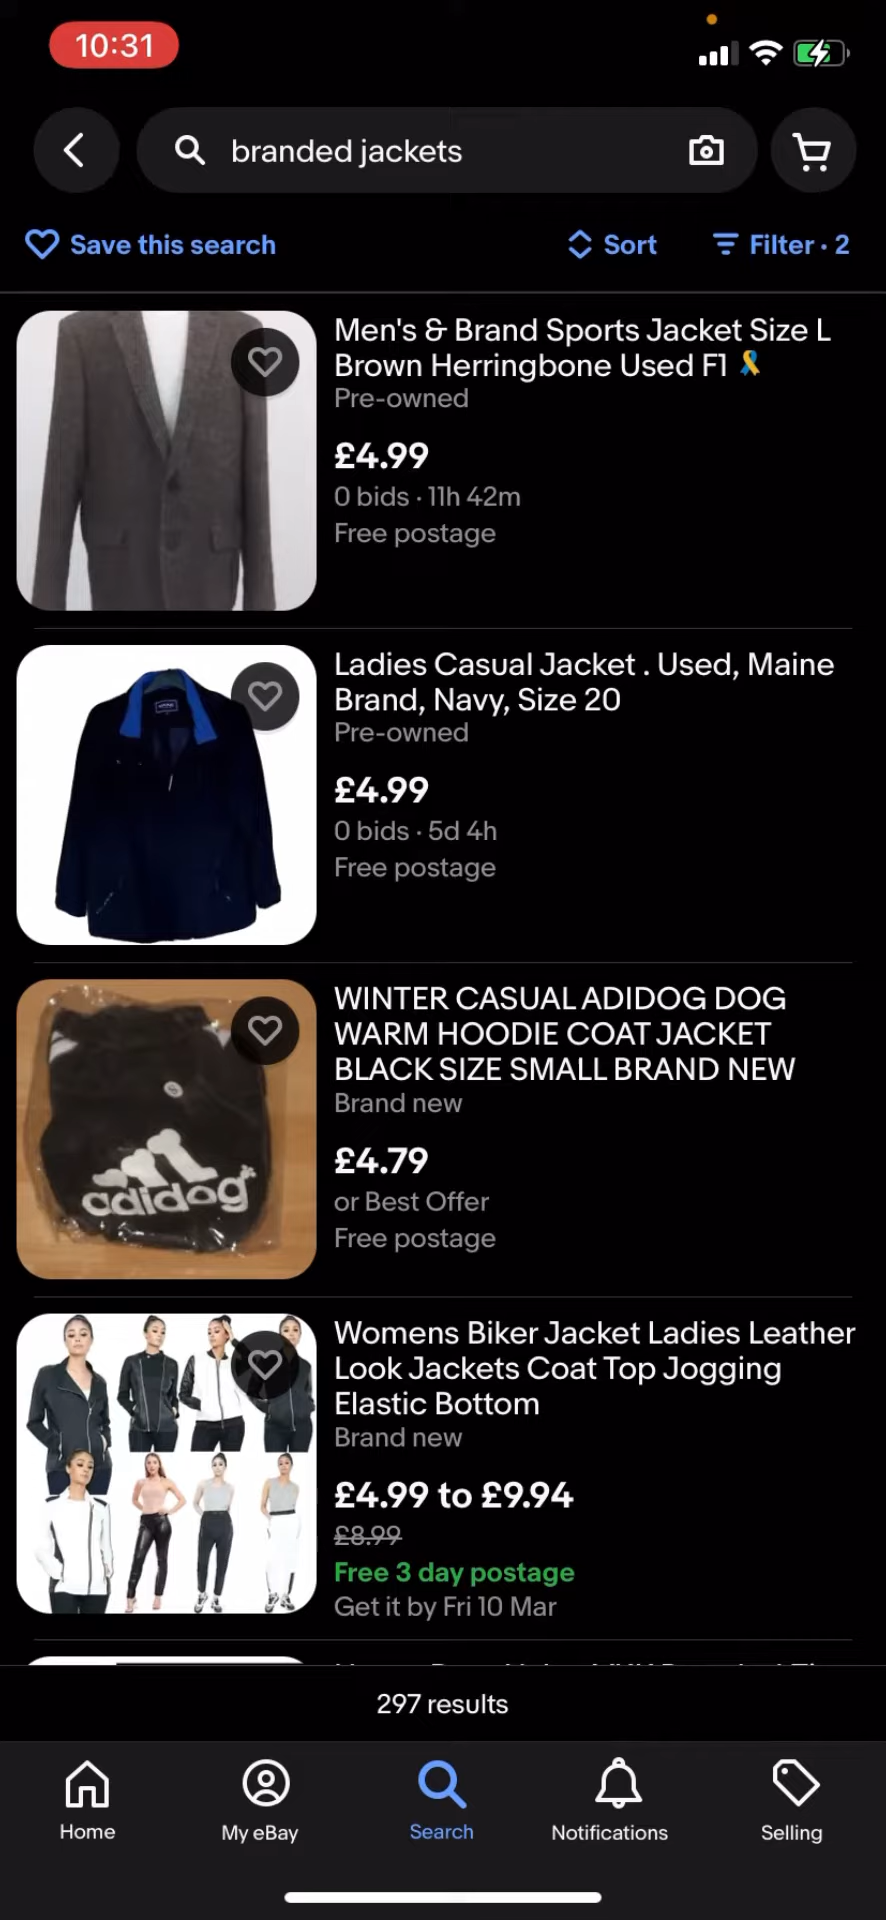 10:31
branded jackets
Save this search
Sort
Filter · 2
Men's & Brand Sports Jacket Size L
Brown Herringbone Used F1 🎗
Pre-owned
£4.99
0 bids · 11h 42m
Free postage
Ladies Casual Jacket . Used, Maine
Brand, Navy, Size 20
Pre-owned
£4.99
0 bids · 5d 4h
Free postage
WINTER CASUAL ADIDOG DOG
WARM HOODIE COAT JACKET
BLACK SIZE SMALL BRAND NEW
Brand new
£4.79
or Best Offer
Free postage
adidog
Womens Biker Jacket Ladies Leather
Look Jackets Coat Top Jogging
Elastic Bottom
Brand new
£4.99 to £9.94
£8.99
Free 3 day postage
Get it by Fri 10 Mar
297 results
Home
My eBay
Search
Notifications
Selling